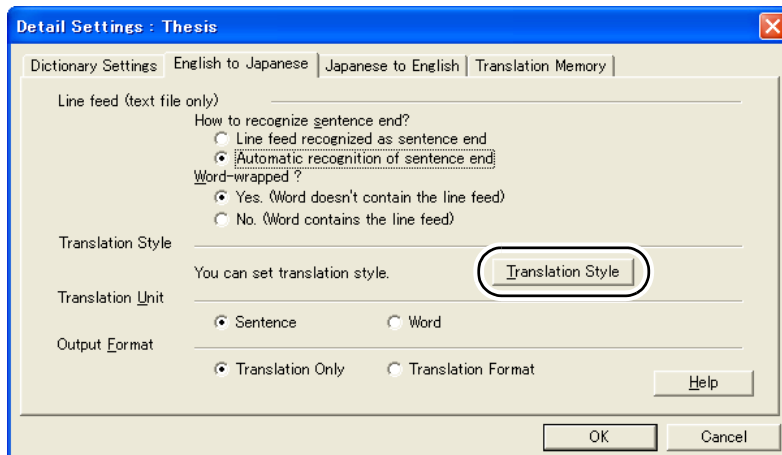 Detail Settings : Thesis
Dictionary Settings English to Japanese Japanese to English Translation Memory
Line feed (text file only)
How to recognize sentence end?
Line feed recognized as sentence end
Automatic recognition of sentence end
Word-wrapped ?
Yes. (Word doesn't contain the line feed)
No. (Word contains the line feed)
Translation Style
You can set translation style. Translation Style
Translation Unit
Sentence Word
Output Format
Translation Only Translation Format
Help
OK Cancel